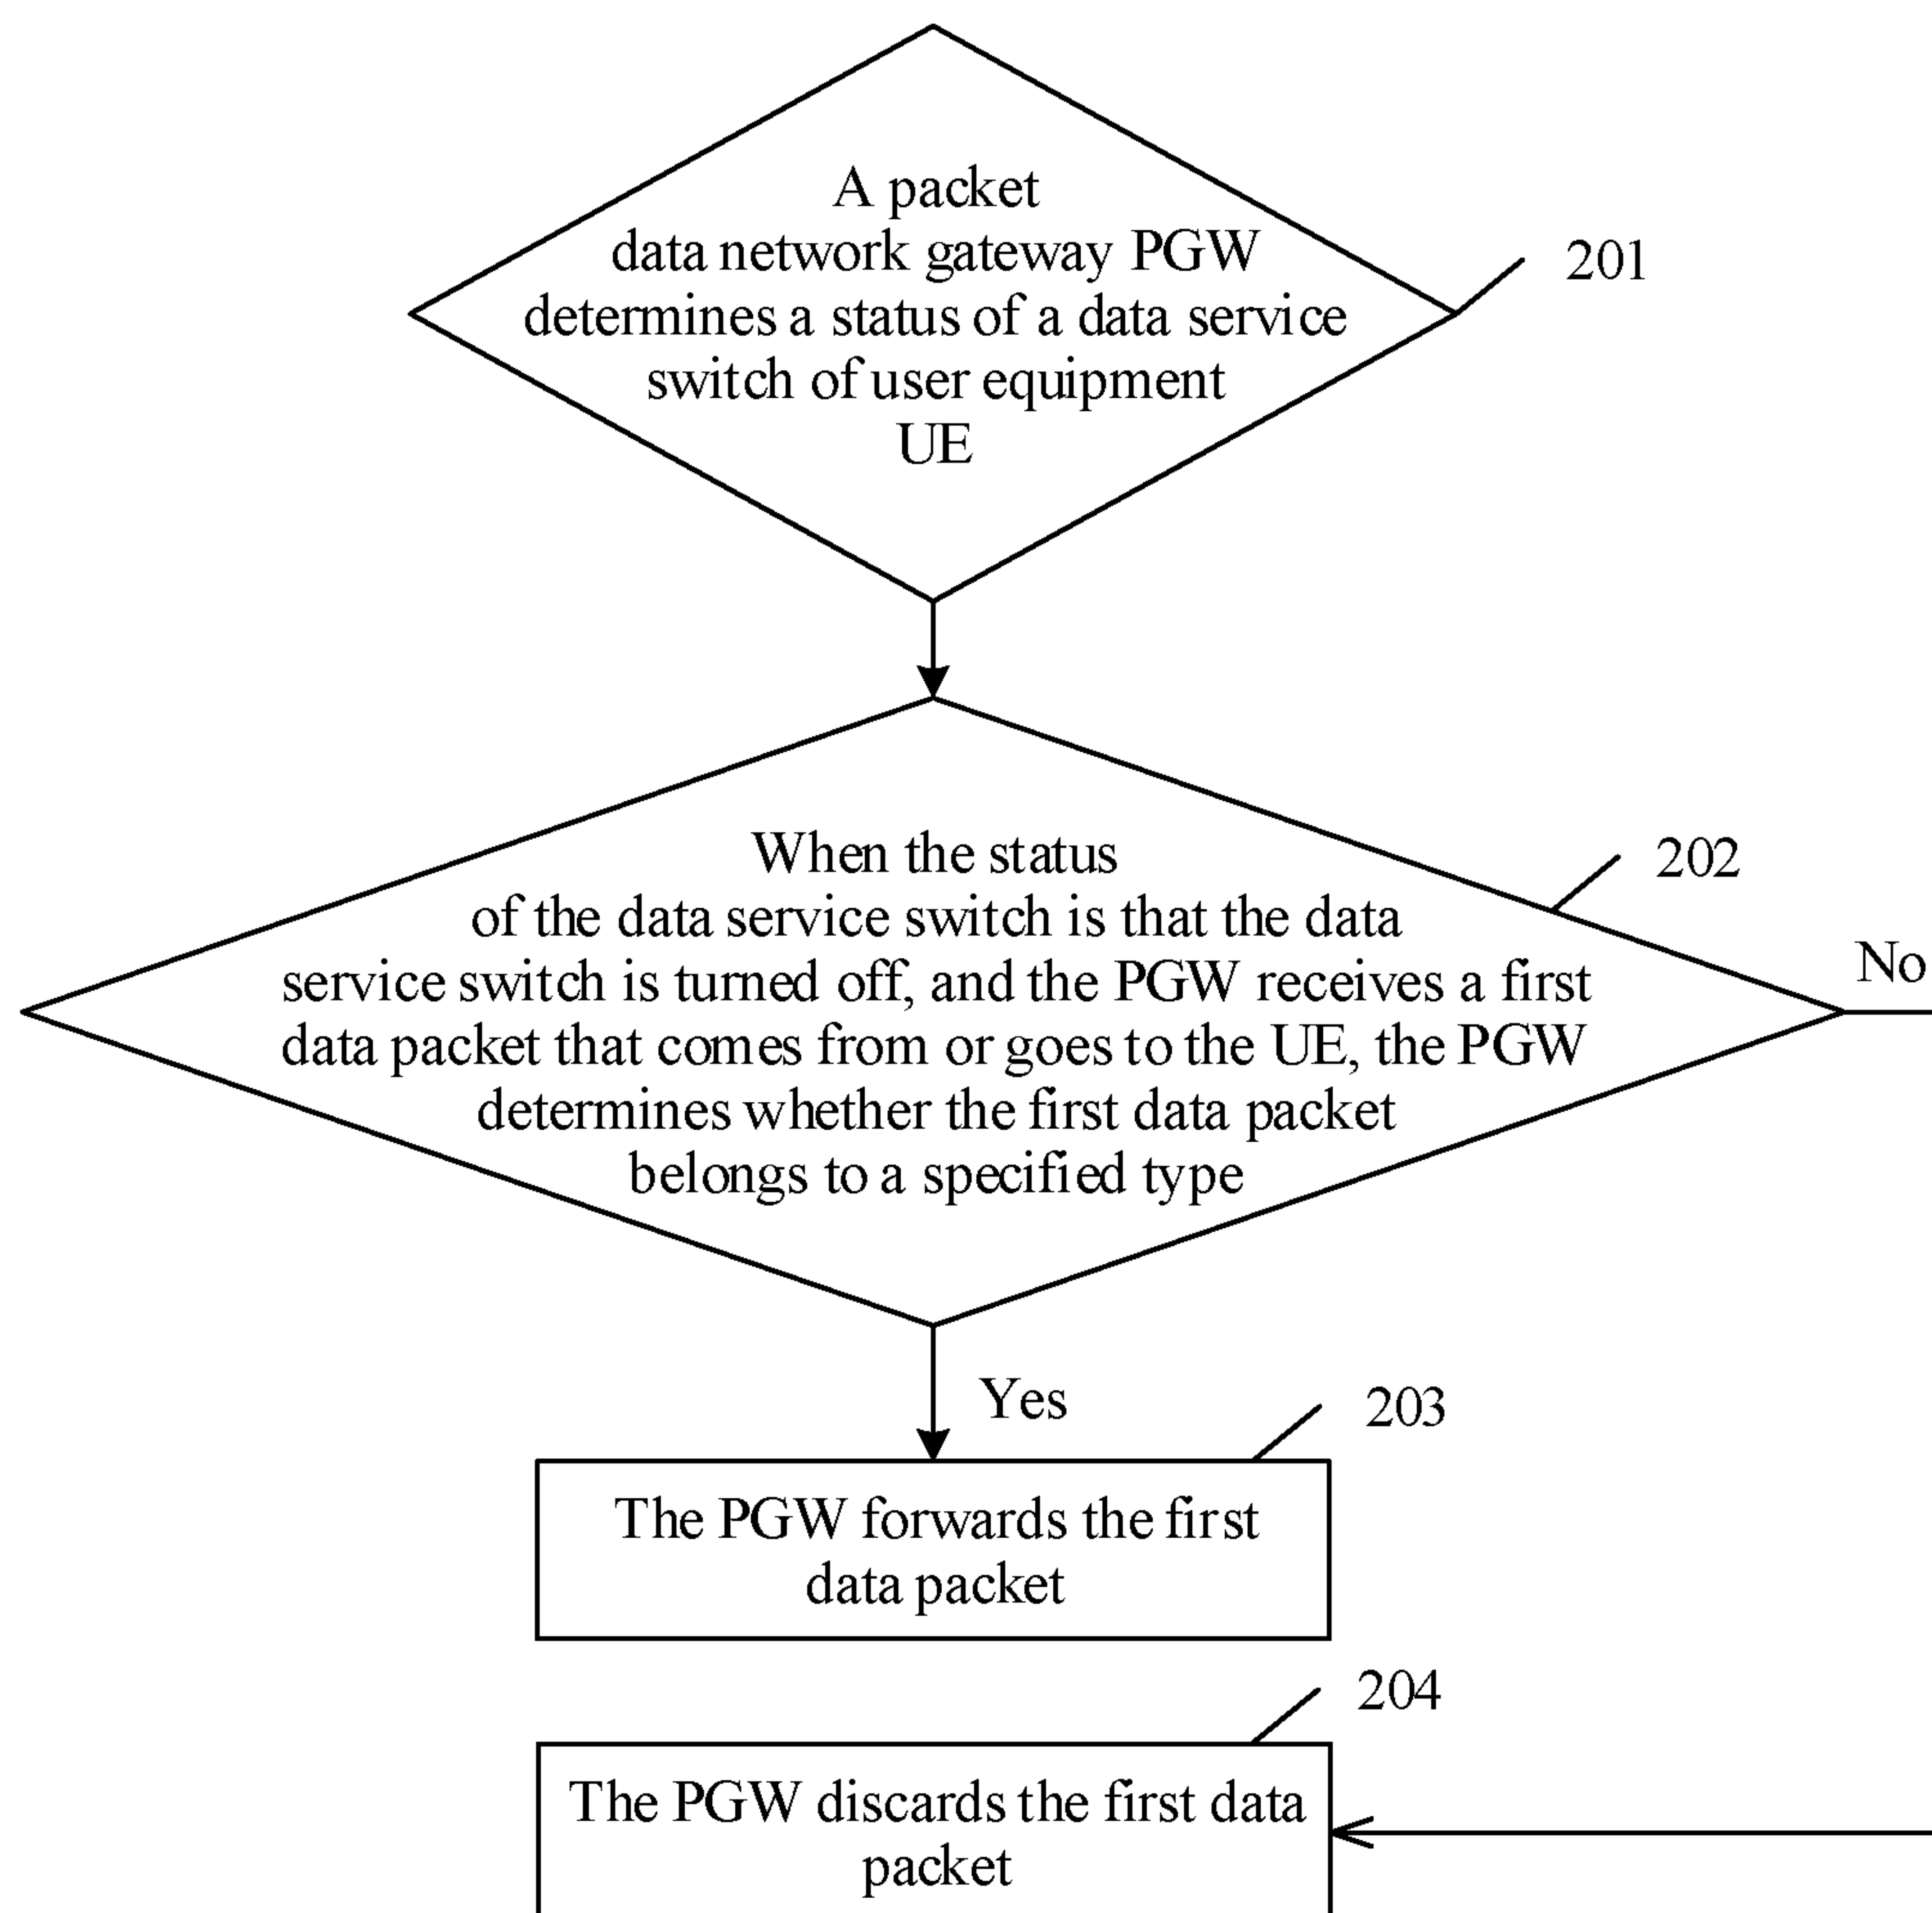 A packet
data network gateway PGW
determines a status of a data service
switch of user equipment
UE
201
When the status
of the data service switch is that the data
service switch is turned off, and the PGW receives a first
data packet that comes from or goes to the UE, the PGW
determines whether the first data packet
belongs to a specified type
202
No
Yes
203
The PGW forwards the first
data packet
204
The PGW discards the first data
packet